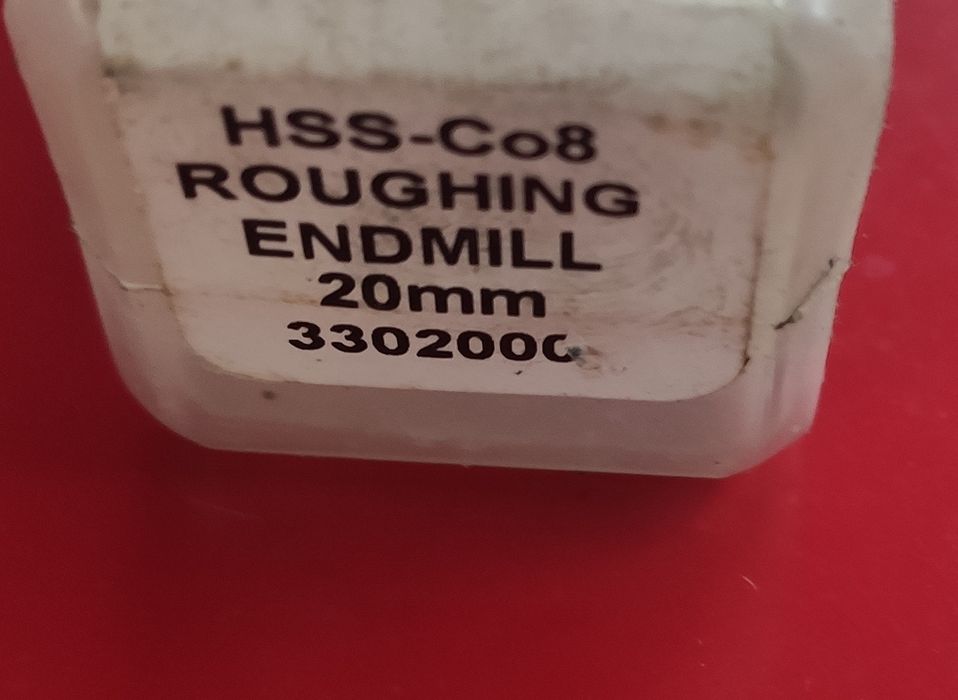 HSS-Co8
ROUGHING
ENDMILL
20mm
3302000